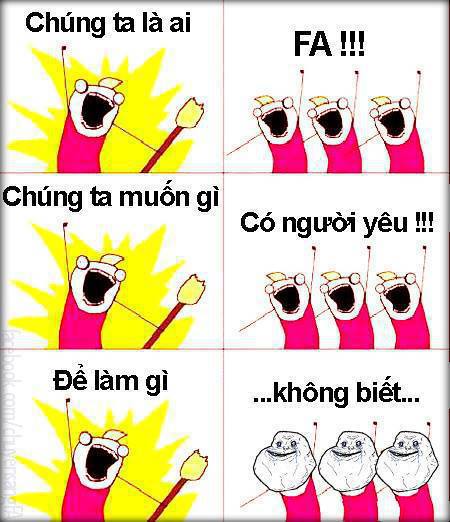 Chúng ta là ai
FA !!!
Chúng ta muốn gì
Có người yêu !!!
Để làm gì
...không biết...